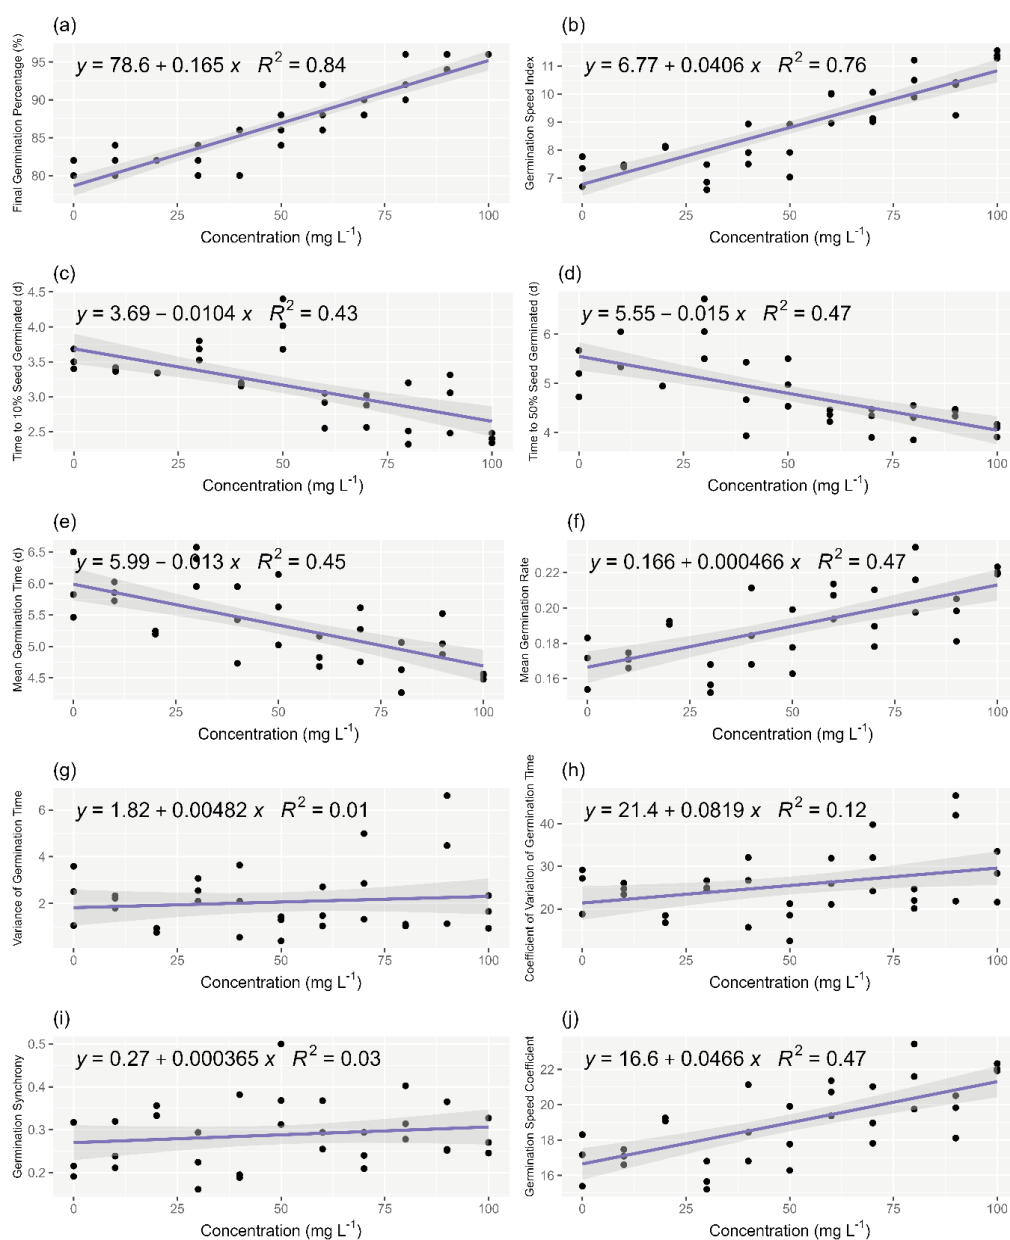 (a)
y = 78.6 + 0.165 x R² = 0.84
Final Germination Percentage (%)
95
90
85
80
0 25 50 75 100
Concentration (mg L⁻¹)
(b)
y = 6.77 + 0.0406 x R² = 0.76
Germination Speed Index
11
10
9
8
7
0 25 50 75 100
Concentration (mg L⁻¹)
(c)
y = 3.69 − 0.0104 x R² = 0.43
Time to 10% Seed Germinated (d)
4.5
4.0
3.5
3.0
2.5
0 25 50 75 100
Concentration (mg L⁻¹)
(d)
y = 5.55 − 0.015 x R² = 0.47
Time to 50% Seed Germinated (d)
6
5
4
0 25 50 75 100
Concentration (mg L⁻¹)
(e)
y = 5.99 − 0.013 x R² = 0.45
Mean Germination Time (d)
6.5
6.0
5.5
5.0
4.5
0 25 50 75 100
Concentration (mg L⁻¹)
(f)
y = 0.166 + 0.000466 x R² = 0.47
Mean Germination Rate
0.22
0.20
0.18
0.16
0 25 50 75 100
Concentration (mg L⁻¹)
(g)
y = 1.82 + 0.00482 x R² = 0.01
Variance of Germination Time
6
4
2
0 25 50 75 100
Concentration (mg L⁻¹)
(h)
y = 21.4 + 0.0819 x R² = 0.12
Coefficient of Variation of Germination Time
40
30
20
0 25 50 75 100
Concentration (mg L⁻¹)
(i)
y = 0.27 + 0.000365 x R² = 0.03
Germination Synchrony
0.5
0.4
0.3
0.2
0 25 50 75 100
Concentration (mg L⁻¹)
(j)
y = 16.6 + 0.0466 x R² = 0.47
Germination Speed Coefficient
22
20
18
16
0 25 50 75 100
Concentration (mg L⁻¹)